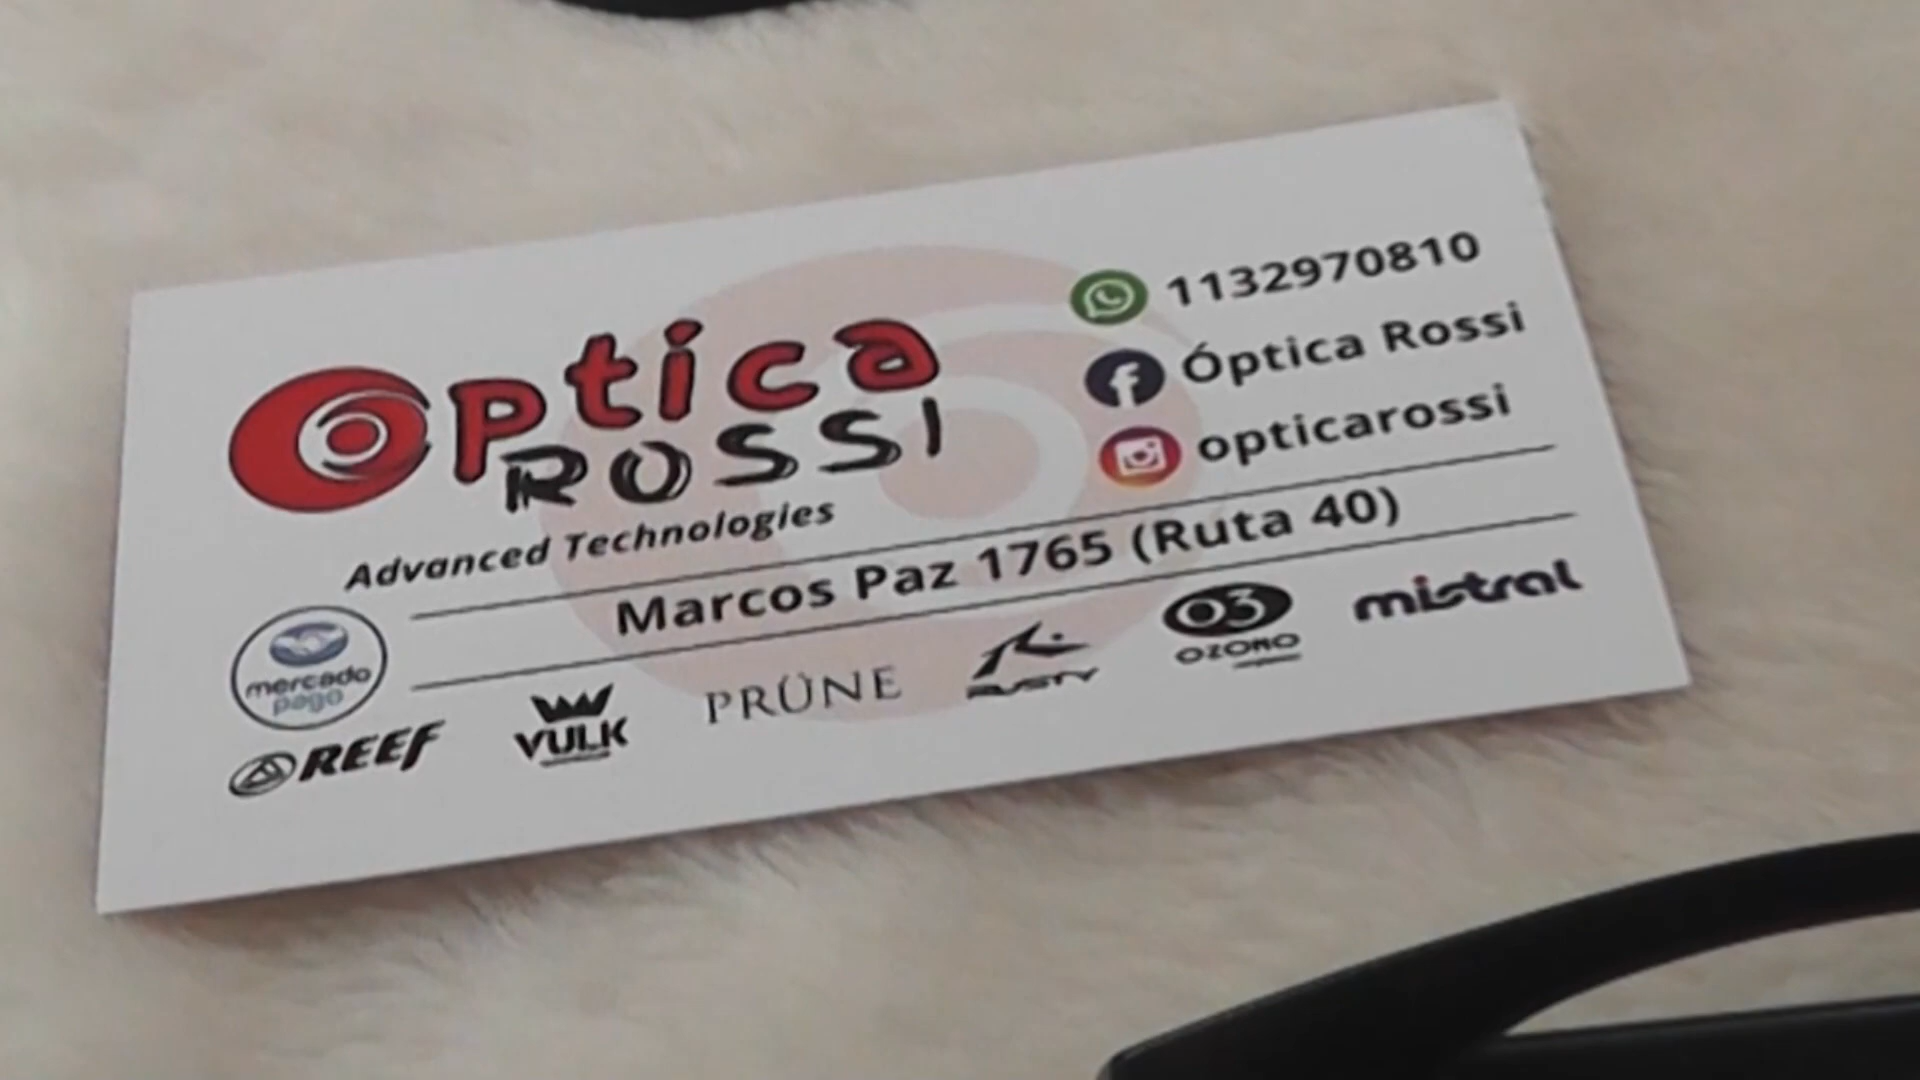 Optica
ROSSI
Advanced Technologies
1132970810
Óptica Rossi
opticarossi
Marcos Paz 1765 (Ruta 40)
mercado
pago
REEF
VULK
PRÜNE
RUSTY
O3
OZONO
mistral